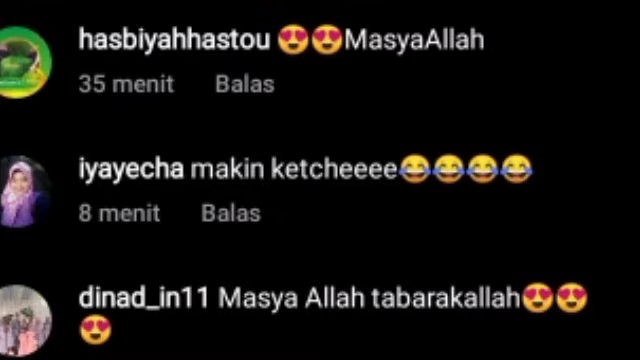 hasbiyahhastou 😍😍MasyaAllah
35 menit Balas
iyayecha makin ketcheeee😂😂😂😂
8 menit Balas
dinad_in11 Masya Allah tabarakallah😍😍
😍